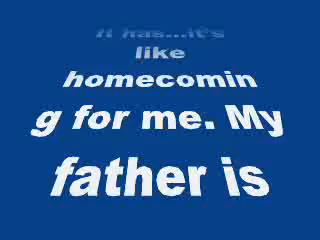 It has...it's
like
homecomin
g for me. My
father is